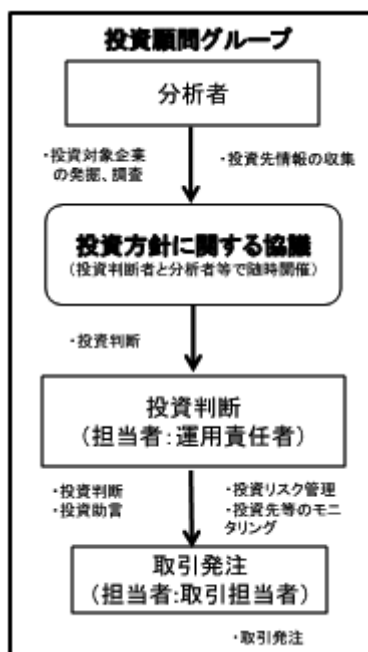 投資顧問グループ
分析者
・投資対象企業
の発掘、調査
・投資先情報の収集
投資方針に関する協議
(投資判断者と分析者等で随時開催)
・投資判断
投資判断
(担当者:運用責任者)
・投資判断
・投資助言
・投資リスク管理
・投資先等のモニ
タリング
取引発注
(担当者:取引担当者)
・取引発注